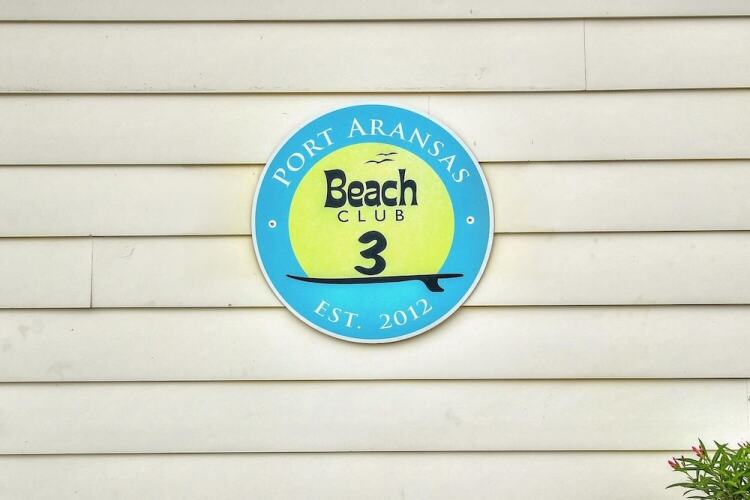 PORT ARANSAS
Beach
CLUB
3
EST. 2012